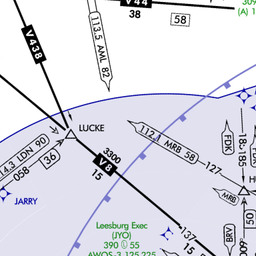 V44
38
58
309
(A) 1
V438
113.5 AML 82
LUCKE
112.1 MRB 58
127
FDK
18-185
14.3 LDN 90
058
36
3300
V8
15
JARRY
Leesburg Exec
(JYO)
390 55
AWOS-3 125.225
137
15
BRV
H